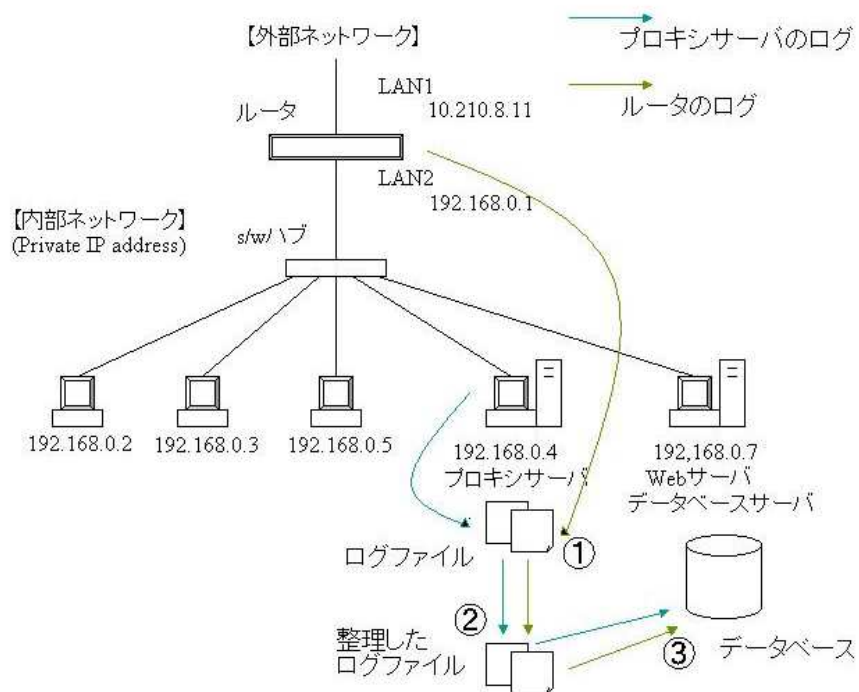 【外部ネットワーク】
プロキシサーバのログ
LAN1
ルータ
10.210.8.11
ルータのログ
LAN2
192.168.0.1
【内部ネットワーク】
(Private IP address)
s/wハブ
192.168.0.2
192.168.0.3
192.168.0.5
192.168.0.4
プロキシサーバ
192,168.0.7
Webサーバ
データベースサーバ
ログファイル
①
②
整理した
ログファイル
③
データベース